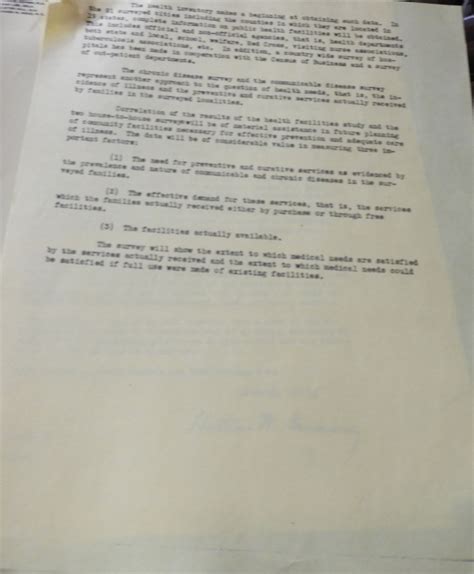 The Health Inventory makes a beginning at obtaining such data. In
the 91 surveyed cities including the counties in which they are located in
19 states, complete information on public health facilities will be obtained.
This includes official and non-official agencies, that is, health departments
both state and local, school, welfare, Red Cross, visiting nurse associations,
tuberculosis associations, etc. In addition, a country wide survey of hos-
pitals has been made in cooperation with the Census of Business and a survey
of out-patient departments.
The chronic disease survey and the communicable disease survey
represent another approach to the question of health needs, that is, the in-
cidence of illness and the preventive and curative services actually received
by families in the surveyed localities.
Correlation of the results of the health facilities study and the
two house-to-house surveys will be of material assistance in future planning
of community facilities necessary for effective prevention and adequate care
of illness. The data will be of considerable value in measuring three im-
portant factors:
(1) The need for preventive and curative services as evidenced by
the prevalence and nature of communicable and chronic diseases in the sur-
veyed families.
(2) The effective demand for these services, that is, the services
which the families actually received either by purchase or through free
facilities.
(3) The facilities actually available.
The survey will show the extent to which medical needs are satisfied
by the services actually received and the extent to which medical needs could
be satisfied if full use were made of existing facilities.